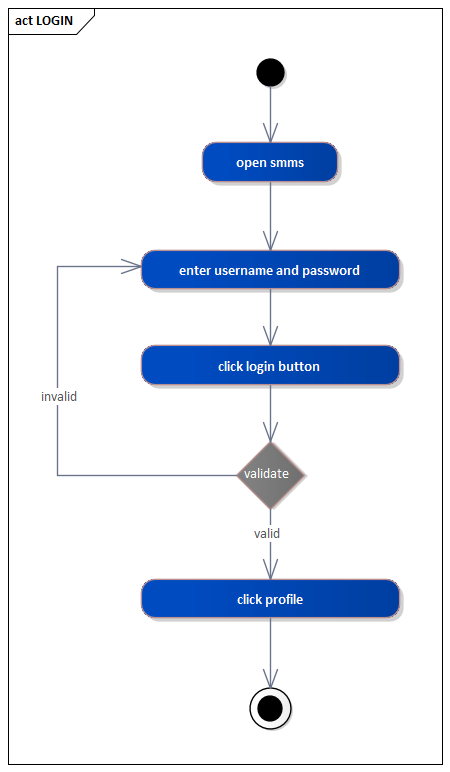 act LOGIN
open smms
enter username and password
click login button
invalid
validate
valid
click profile